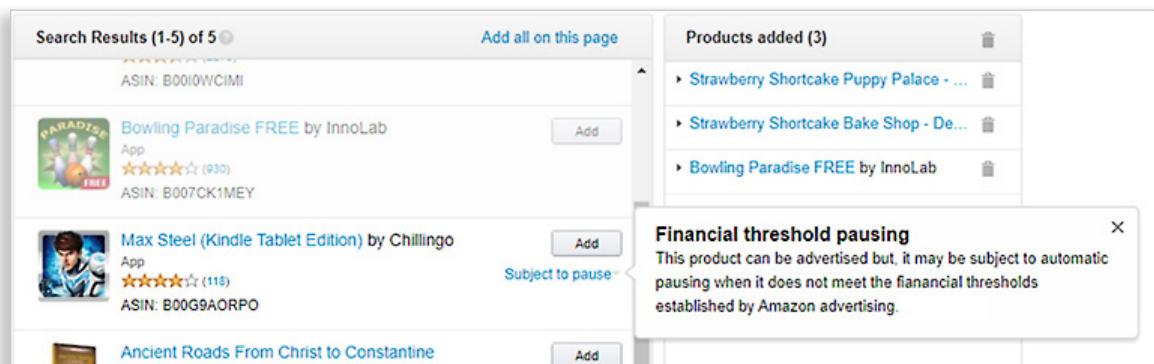 Search Results (1-5) of 5
Add all on this page
ASIN: B00I0WCIMI
PARADISE
FREE
Bowling Paradise FREE by InnoLab
Add
App
(930)
ASIN: B007CK1MEY
Max Steel (Kindle Tablet Edition) by Chillingo
Add
App
Subject to pause
(118)
ASIN: B00G9AORPO
Ancient Roads From Christ to Constantine
Add
Products added (3)
Strawberry Shortcake Puppy Palace - ...
Strawberry Shortcake Bake Shop - De...
Bowling Paradise FREE by InnoLab
Financial threshold pausing
This product can be advertised but, it may be subject to automatic
pausing when it does not meet the fianancial thresholds
established by Amazon advertising.